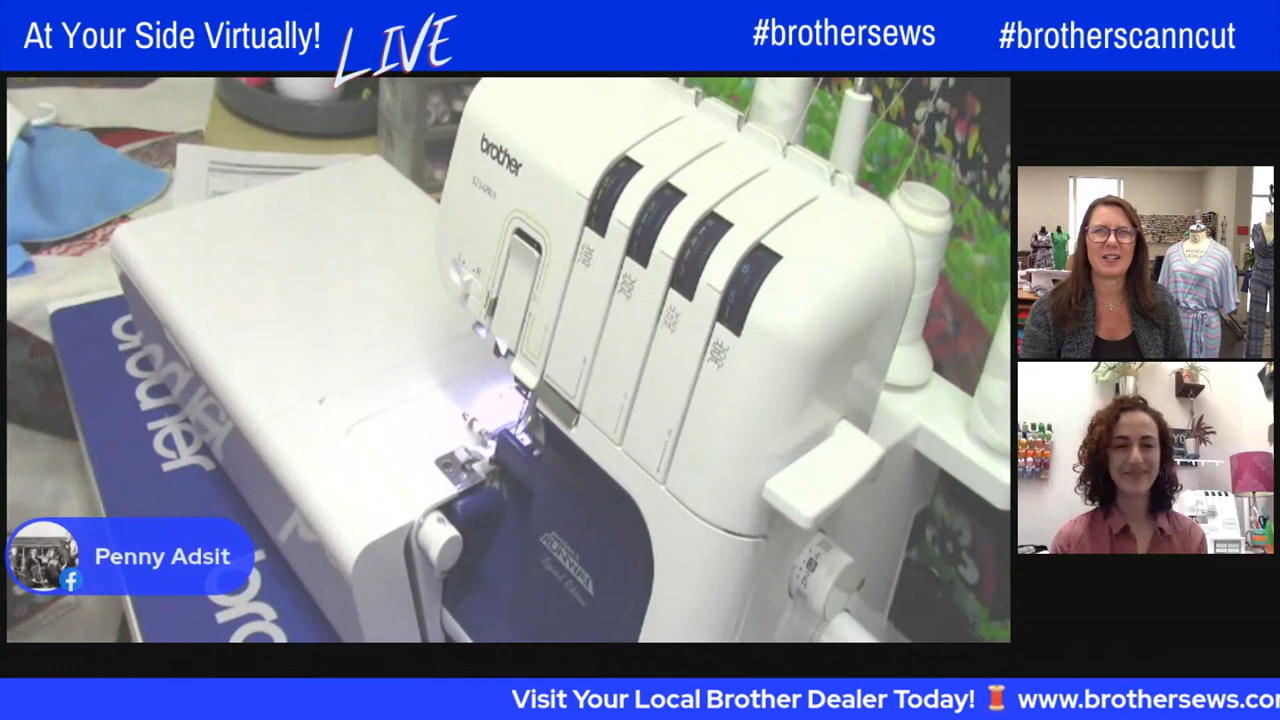 At Your Side Virtually!
LIVE
#brothersews
#brotherscanncut
brother
Penny Adsit
Visit Your Local Brother Dealer Today! 🧵 www.brothersews.co